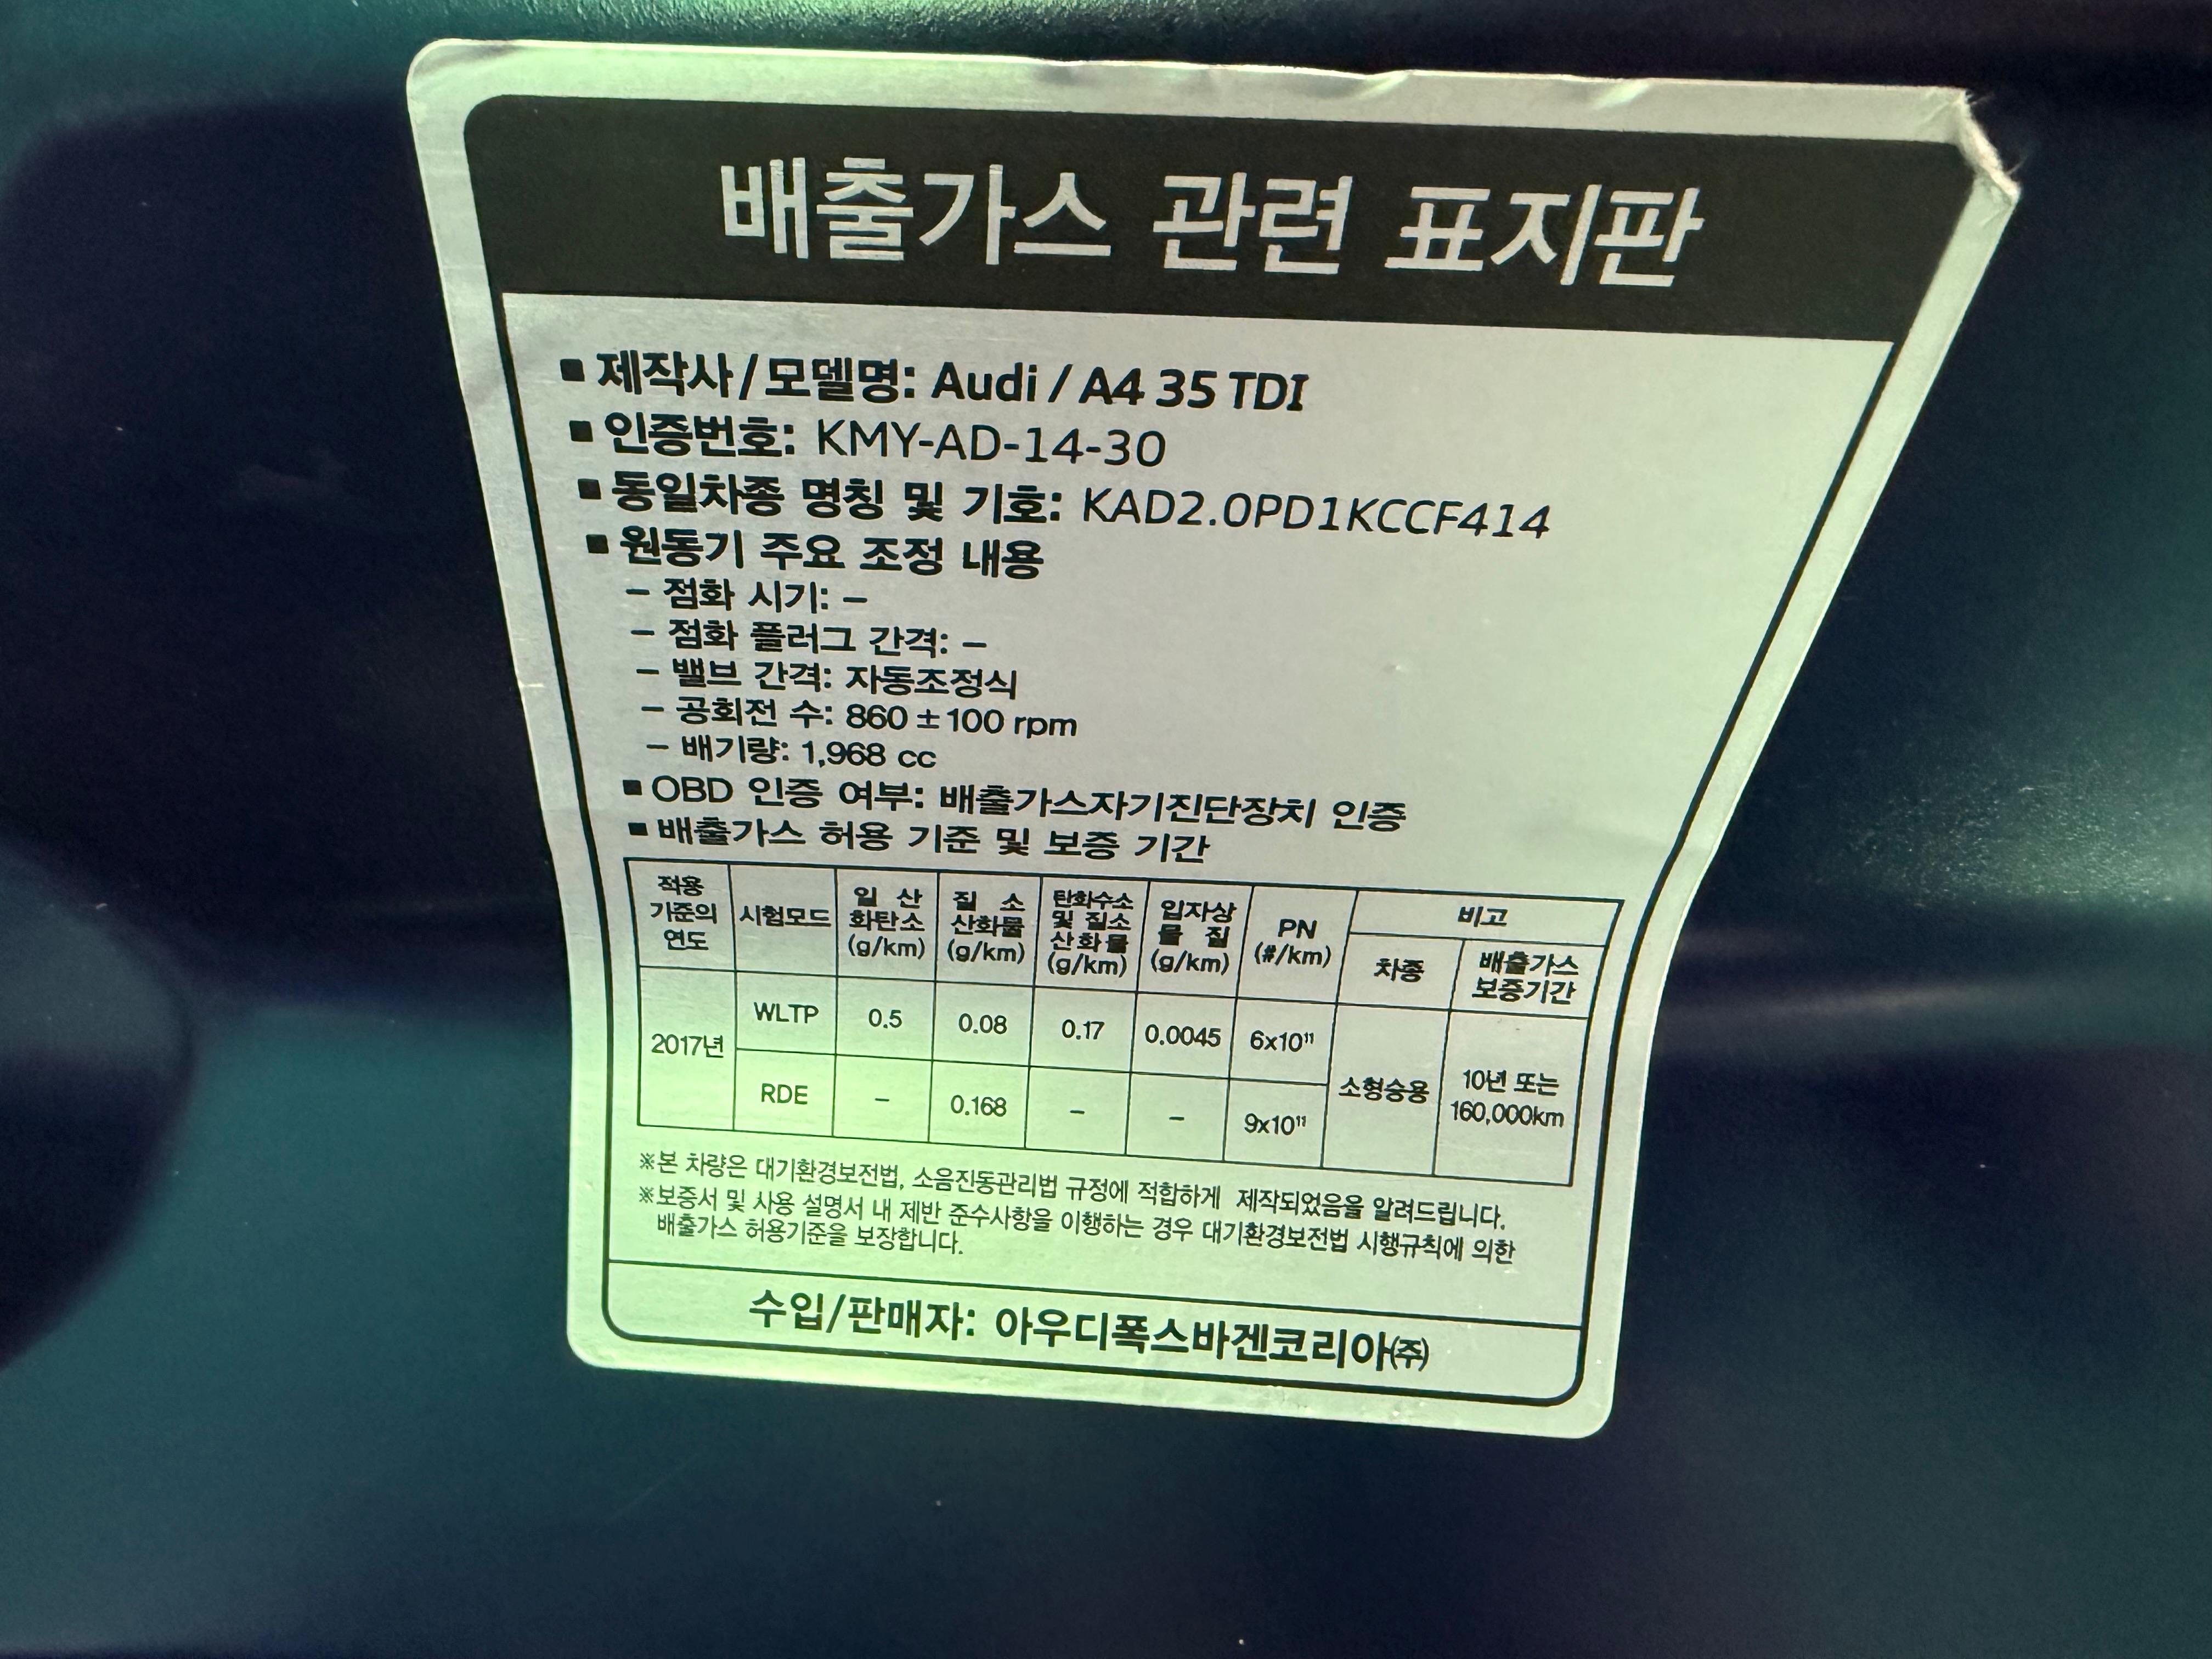 배출가스 관련 표지판
■ 제작사/모델명: Audi / A4 35 TDI
■ 인증번호: KMY-AD-14-30
■ 동일차종 명칭 및 기호: KAD2.0PD1KCCF414
■ 원동기 주요 조정 내용
– 점화 시기: –
– 점화 플러그 간격: –
– 밸브 간격: 자동조정식
– 공회전 수: 860 ± 100 rpm
– 배기량: 1,968 cc
■ OBD 인증 여부: 배출가스자기진단장치 인증
■ 배출가스 허용 기준 및 보증 기간
적용
기준의
연도
시험모드
일 산
화탄소
(g/km)
질 소
산화물
(g/km)
탄화수소
및 질소
산화물
(g/km)
입자상
물 질
(g/km)
PN
(#/km)
비고
차종
배출가스
보증기간
2017년
WLTP
0.5
0.08
0.17
0.0045
6x10¹¹
RDE
–
0.168
–
–
9x10¹¹
소형승용
10년 또는
160,000km
※본 차량은 대기환경보전법, 소음진동관리법 규정에 적합하게 제작되었음을 알려드립니다.
※보증서 및 사용 설명서 내 제반 준수사항을 이행하는 경우 대기환경보전법 시행규칙에 의한
배출가스 허용기준을 보장합니다.
수입/판매자: 아우디폭스바겐코리아㈜